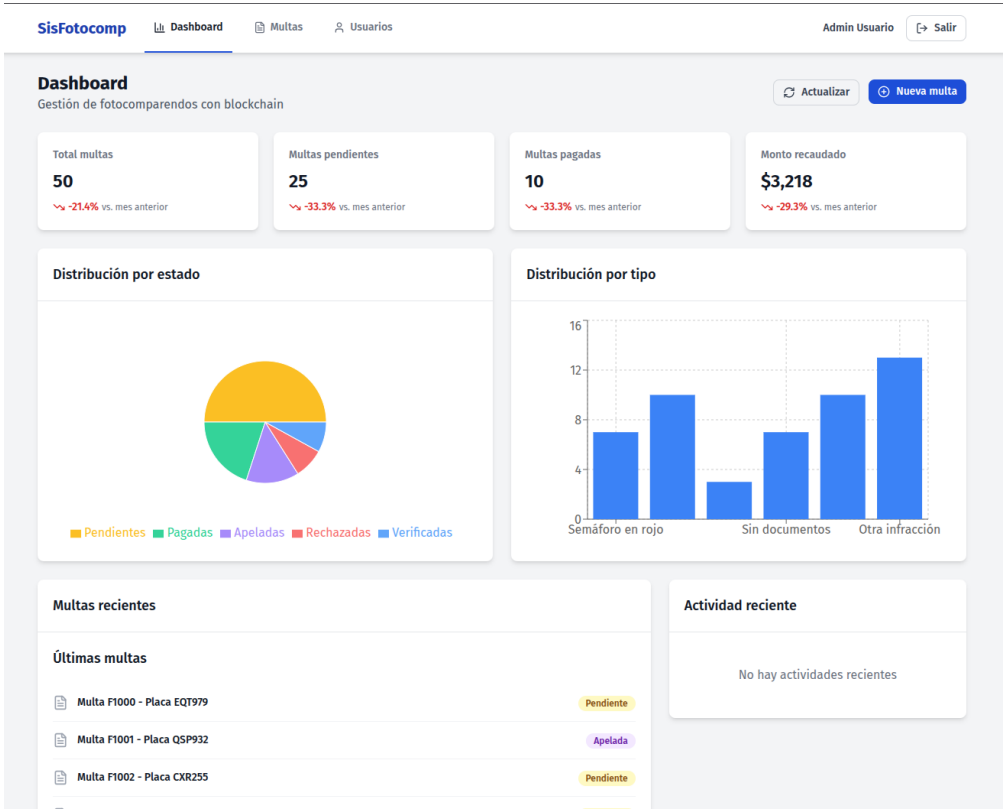 SisFotocomp
Dashboard
Multas
Usuarios
Admin Usuario
Salir
Dashboard
Gestión de fotocomparendos con blockchain
Actualizar
Nueva multa
Total multas
50
-21.4% vs. mes anterior
Multas pendientes
25
-33.3% vs. mes anterior
Multas pagadas
10
-33.3% vs. mes anterior
Monto recaudado
$3,218
-29.3% vs. mes anterior
Distribución por estado
Pendientes Pagadas Apeladas Rechazadas Verificadas
Distribución por tipo
16
12
8
4
0
Semáforo en rojo
Sin documentos
Otra infracción
Multas recientes
Últimas multas
Multa F1000 - Placa EQT979
Pendiente
Multa F1001 - Placa QSP932
Apelada
Multa F1002 - Placa CXR255
Pendiente
Actividad reciente
No hay actividades recientes